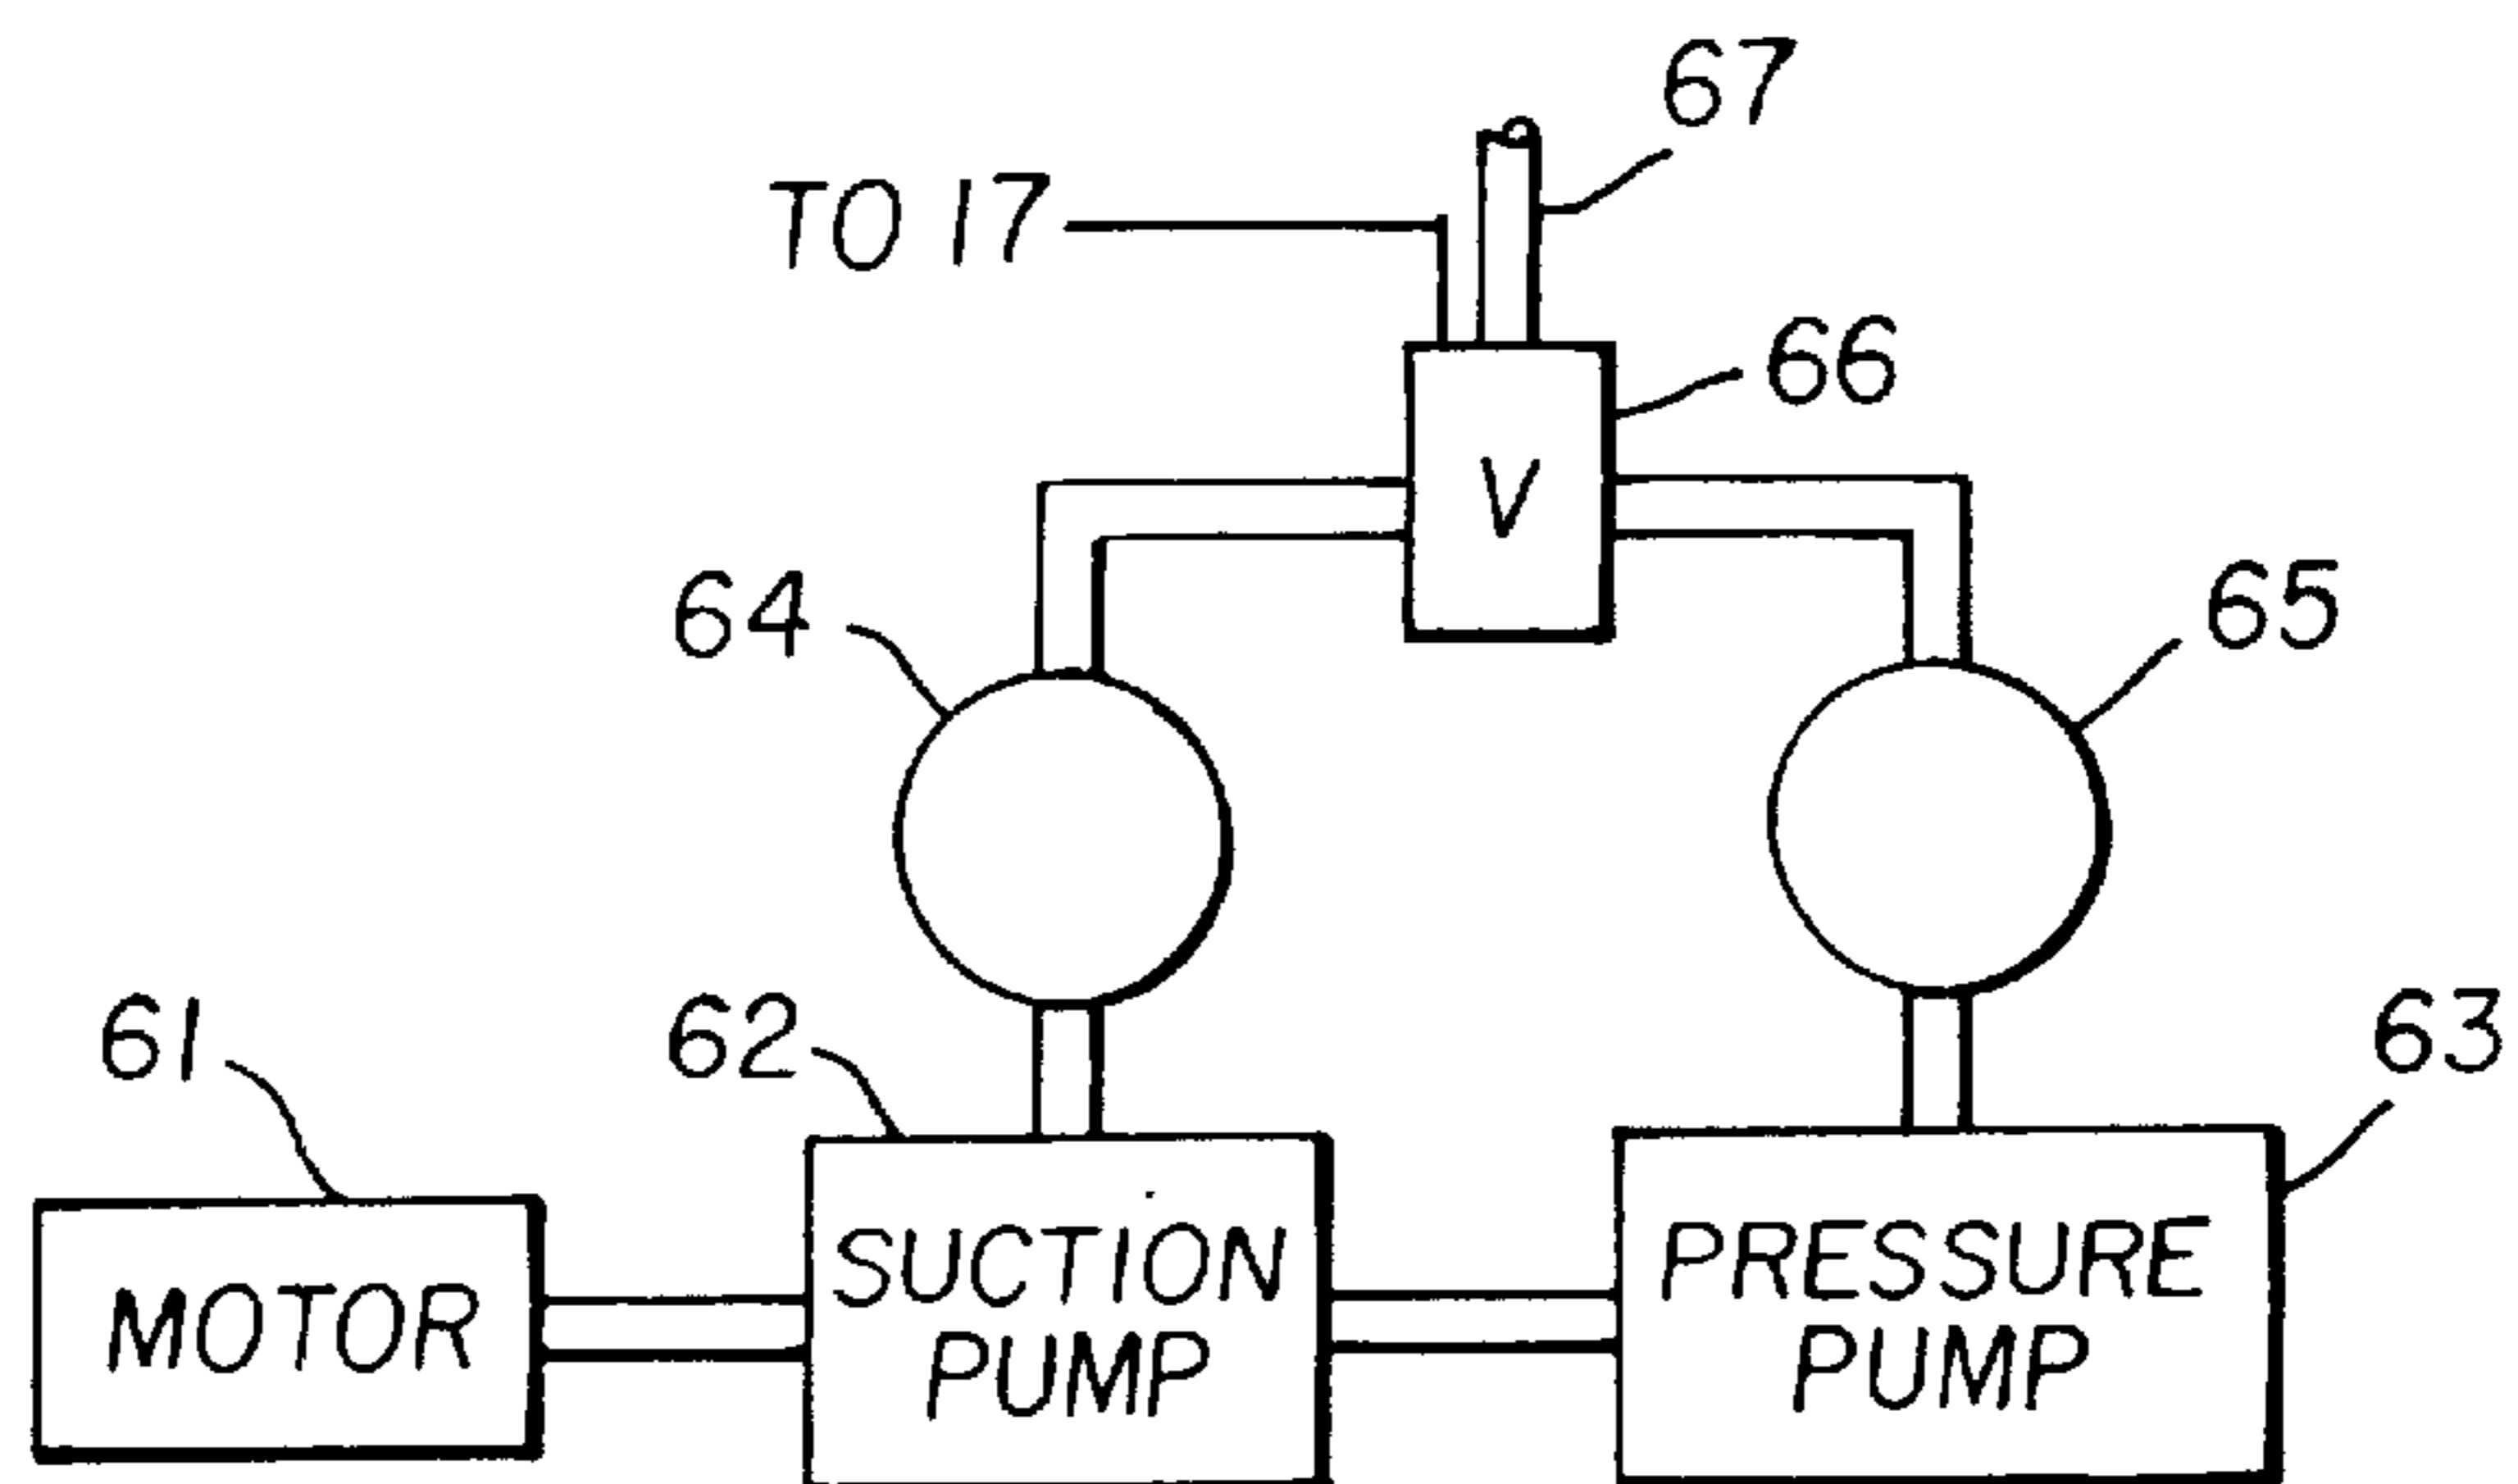 67
TO 17
66
V
64
65
61
62
63
MOTOR
SUCTION
PUMP
PRESSURE
PUMP